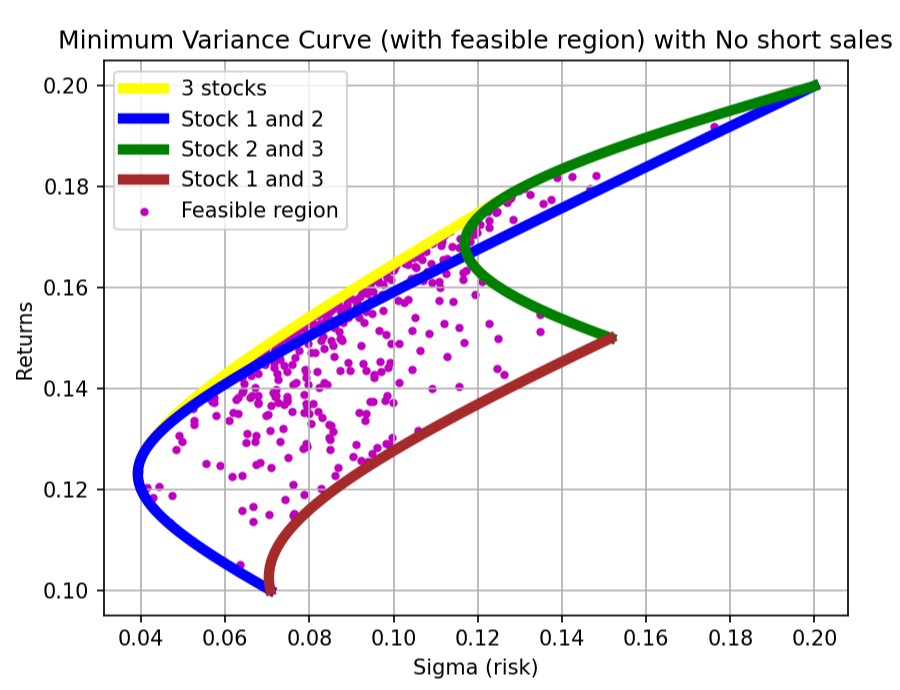 Minimum Variance Curve (with feasible region) with No short sales
3 stocks
Stock 1 and 2
Stock 2 and 3
Stock 1 and 3
Feasible region
Returns
0.20
0.18
0.16
0.14
0.12
0.10
0.04 0.06 0.08 0.10 0.12 0.14 0.16 0.18 0.20
Sigma (risk)